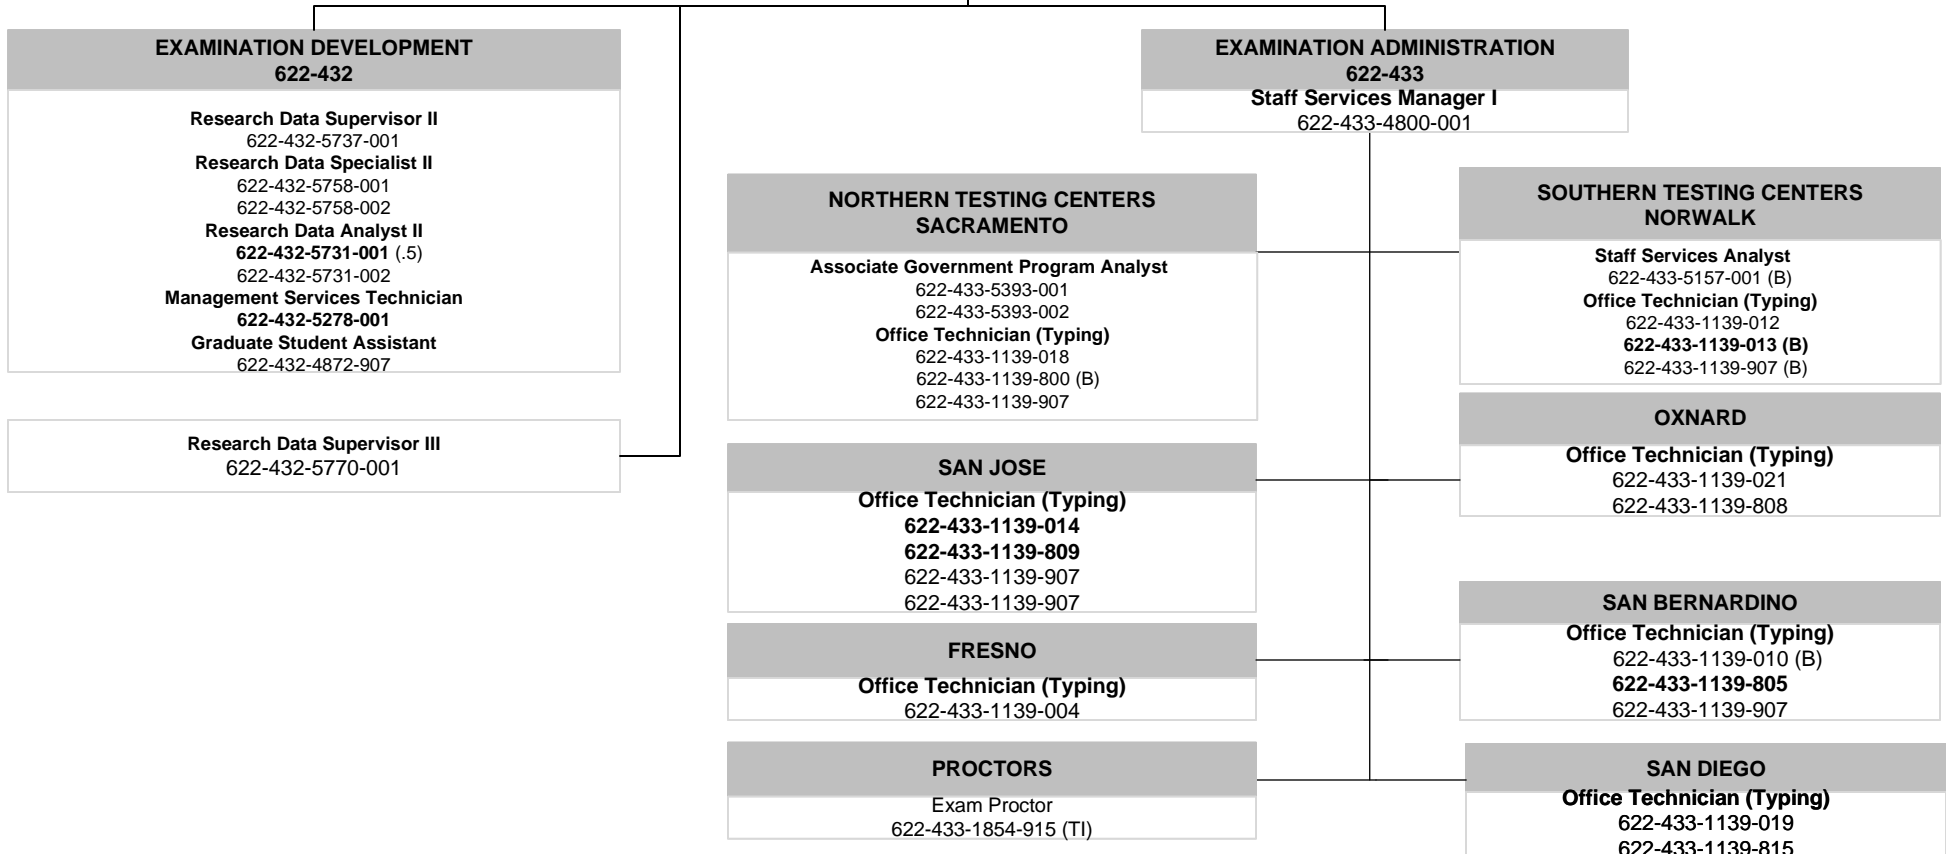 EXAMINATION DEVELOPMENT
622-432
Research Data Supervisor II
622-432-5737-001
Research Data Specialist II
622-432-5758-001
622-432-5758-002
Research Data Analyst II
622-432-5731-001 (.5)
622-432-5731-002
Management Services Technician
622-432-5278-001
Graduate Student Assistant
622-432-4872-907
Research Data Supervisor III
622-432-5770-001
EXAMINATION ADMINISTRATION
622-433
Staff Services Manager I
622-433-4800-001
NORTHERN TESTING CENTERS
SACRAMENTO
Associate Government Program Analyst
622-433-5393-001
622-433-5393-002
Office Technician (Typing)
622-433-1139-018
622-433-1139-800 (B)
622-433-1139-907
SAN JOSE
Office Technician (Typing)
622-433-1139-014
622-433-1139-809
622-433-1139-907
622-433-1139-907
FRESNO
Office Technician (Typing)
622-433-1139-004
PROCTORS
Exam Proctor
622-433-1854-915 (TI)
SOUTHERN TESTING CENTERS
NORWALK
Staff Services Analyst
622-433-5157-001 (B)
Office Technician (Typing)
622-433-1139-012
622-433-1139-013 (B)
622-433-1139-907 (B)
OXNARD
Office Technician (Typing)
622-433-1139-021
622-433-1139-808
SAN BERNARDINO
Office Technician (Typing)
622-433-1139-010 (B)
622-433-1139-805
622-433-1139-907
SAN DIEGO
Office Technician (Typing)
622-433-1139-019
622-433-1139-815